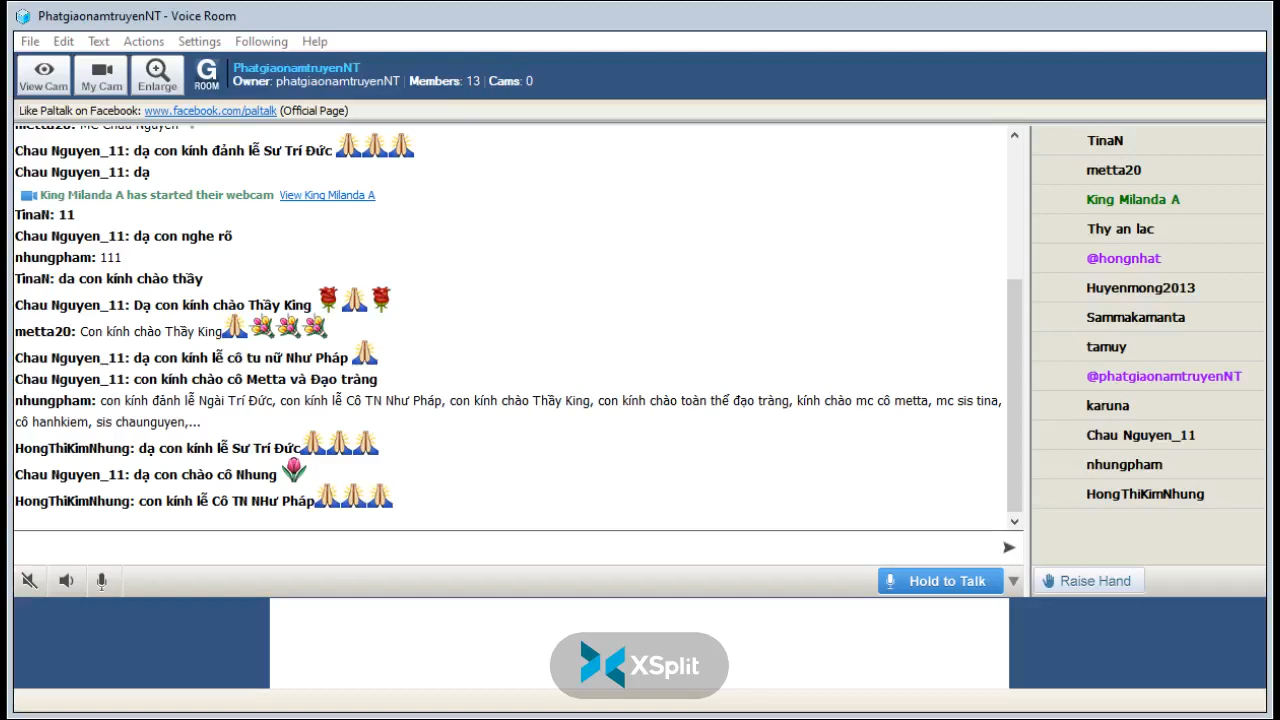 PhatgiaonamtruyenNT - Voice Room
File Edit Text Actions Settings Following Help
View Cam My Cam Enlarge G ROOM
PhatgiaonamtruyenNT
Owner: phatgiaonamtruyenNT | Members: 13 | Cams: 0
Like Paltalk on Facebook: www.facebook.com/paltalk (Official Page)
metta20: MC Chau Nguyen
Chau Nguyen_11: dạ con kính đảnh lễ Sư Trí Đức
Chau Nguyen_11: dạ
King Milanda A has started their webcam View King Milanda A
TinaN: 11
Chau Nguyen_11: dạ con nghe rõ
nhungpham: 111
TinaN: da con kính chào thầy
Chau Nguyen_11: Dạ con kính chào Thầy King
metta20: Con kính chào Thầy King
Chau Nguyen_11: dạ con kính lễ cô tu nữ Như Pháp
Chau Nguyen_11: con kính chào cô Metta và Đạo tràng
nhungpham: con kính đảnh lễ Ngài Trí Đức, con kính lễ Cô TN Như Pháp, con kính chào Thầy King, con kính chào toàn thể đạo tràng, kính chào mc cô metta, mc sis tina,
cô hanhkiem, sis chaunguyen,...
HongThiKimNhung: dạ con kính lễ Sư Trí Đức
Chau Nguyen_11: dạ con chào cô Nhung
HongThiKimNhung: con kính lễ Cô TN NHư Pháp
TinaN
metta20
King Milanda A
Thy an lac
@hongnhat
Huyenmong2013
Sammakamanta
tamuy
@phatgiaonamtruyenNT
karuna
Chau Nguyen_11
nhungpham
HongThiKimNhung
Hold to Talk
Raise Hand
XSplit